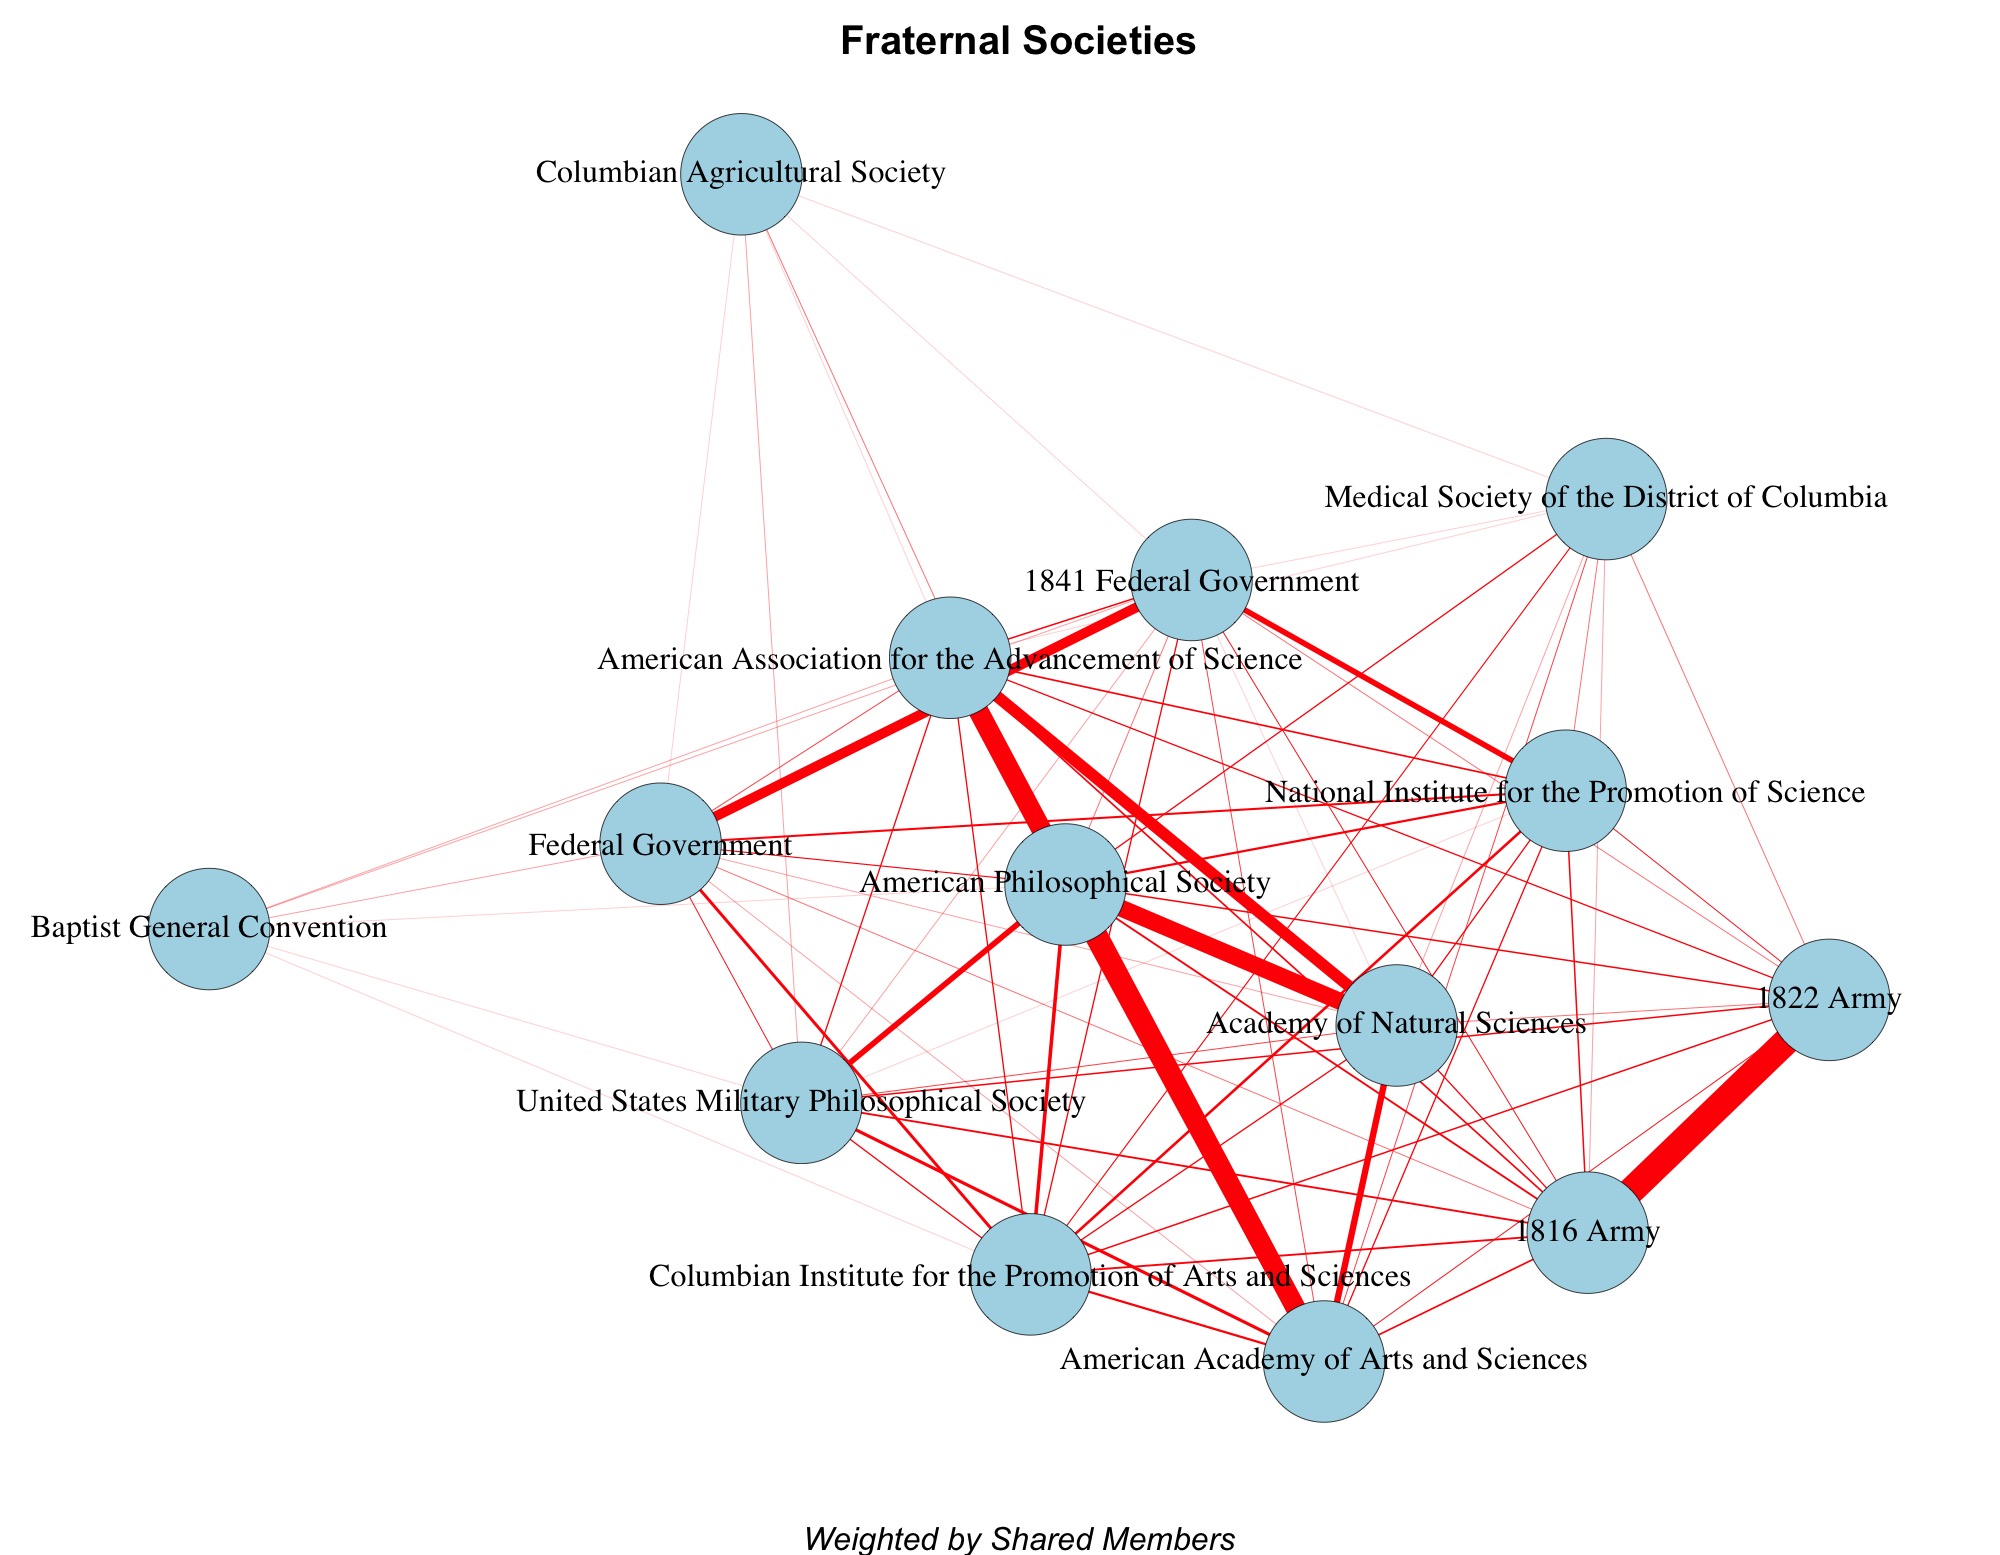 Fraternal Societies
Columbian Agricultural Society
Medical Society of the District of Columbia
1841 Federal Government
American Association for the Advancement of Science
National Institute for the Promotion of Science
Federal Government
American Philosophical Society
Baptist General Convention
1822 Army
Academy of Natural Sciences
United States Military Philosophical Society
1816 Army
Columbian Institute for the Promotion of Arts and Sciences
American Academy of Arts and Sciences
Weighted by Shared Members